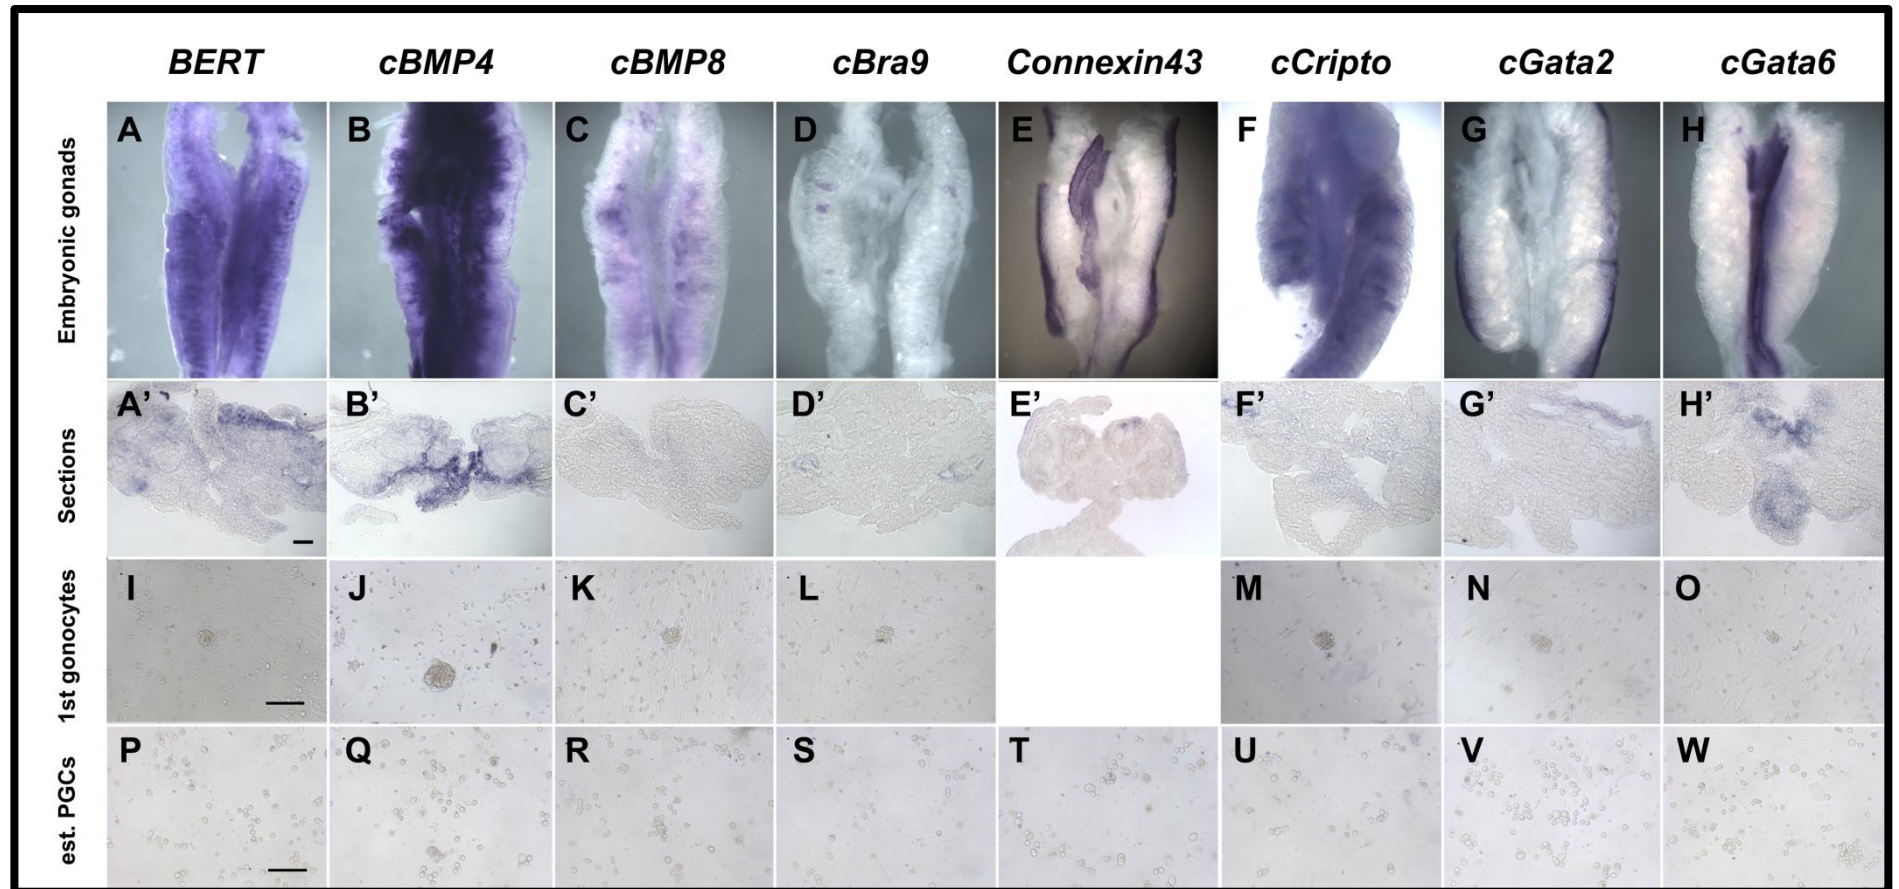 BERT cBMP4 cBMP8 cBra9 Connexin43 cCripto cGata2 cGata6
Embryonic gonads
A B C D E F G H
Sections
A’ B’ C’ D’ E’ F’ G’ H’
1st gonocytes
I J K L M N O
est. PGCs
P Q R S T U V W